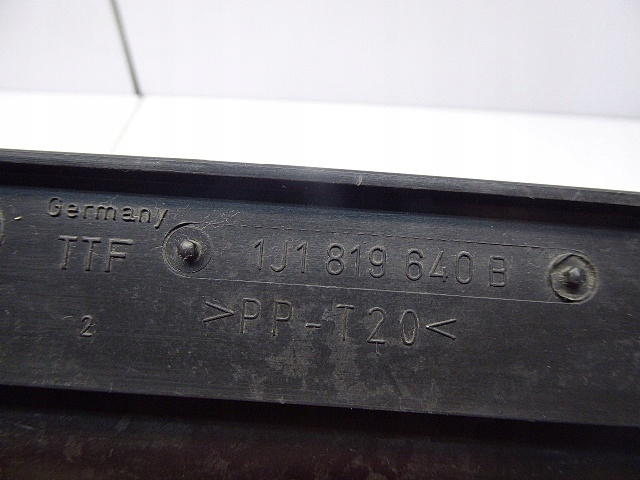 Germany
TTF 1J1 819 640 B
2 >PP-T20<